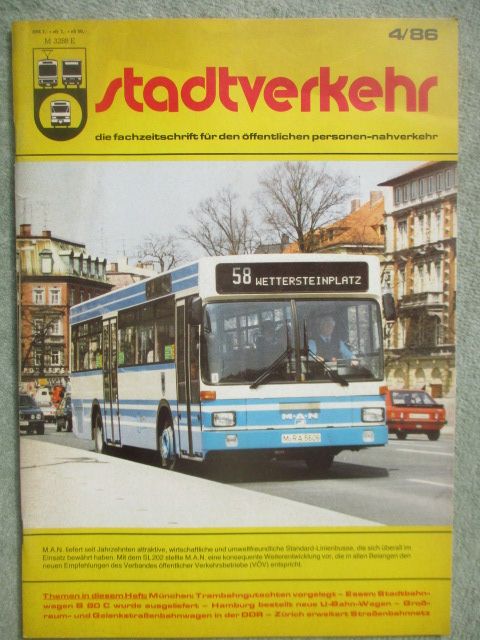 M 3288 E
4/86
stadtverkehr
die fachzeitschrift für den öffentlichen personen-nahverkehr
58 WETTERSTEINPLATZ
M·A·N
M.A.N. liefert seit Jahrzehnten attraktive, wirtschaftliche und umweltfreundliche Standard-Linienbusse, die sich überall im
Einsatz bewährt haben. Mit dem SL 202 stellte M.A.N. eine konsequente Weiterentwicklung vor, die in allen Belangen den
neuen Empfehlungen des Verbandes öffentlicher Verkehrsbetriebe (VÖV) entspricht.
Themen in diesem Heft: München: Trambahngutachten vorgelegt – Essen: Stadtbahn-
wagen B 80 C wurde ausgeliefert – Hamburg bestellt neue U-Bahn-Wagen – Groß-
raum- und Gelenkstraßenbahnwagen in der DDR – Zürich erweitert Straßenbahnnetz